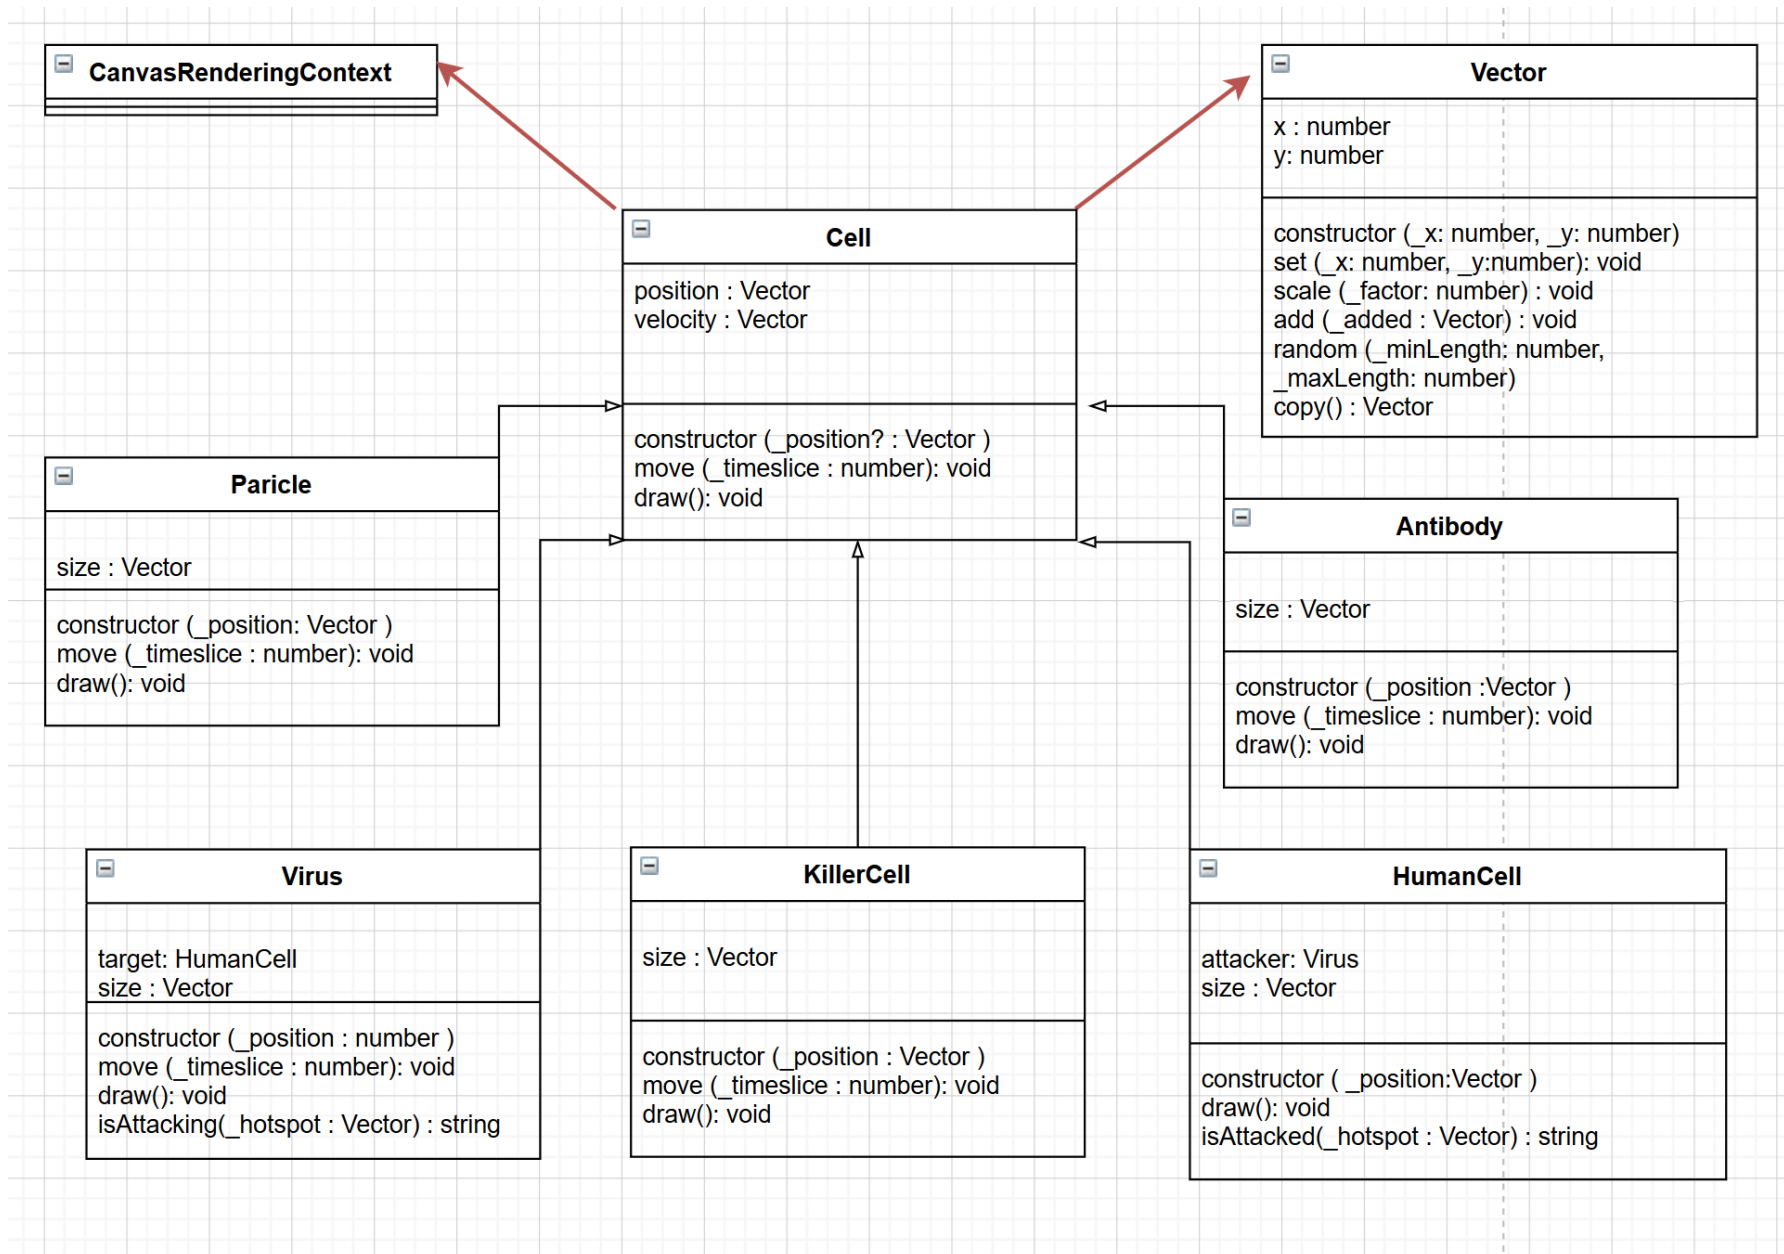 CanvasRenderingContext
Vector
x : number
y: number
constructor (_x: number, _y: number)
set (_x: number, _y:number): void
scale (_factor: number) : void
add (_added : Vector) : void
random (_minLength: number,
_maxLength: number)
copy() : Vector
Cell
position : Vector
velocity : Vector
constructor (_position? : Vector )
move (_timeslice : number): void
draw(): void
Paricle
size : Vector
constructor (_position: Vector )
move (_timeslice : number): void
draw(): void
Antibody
size : Vector
constructor (_position :Vector )
move (_timeslice : number): void
draw(): void
Virus
target: HumanCell
size : Vector
constructor (_position : number )
move (_timeslice : number): void
draw(): void
isAttacking(_hotspot : Vector) : string
KillerCell
size : Vector
constructor (_position : Vector )
move (_timeslice : number): void
draw(): void
HumanCell
attacker: Virus
size : Vector
constructor ( _position:Vector )
draw(): void
isAttacked(_hotspot : Vector) : string